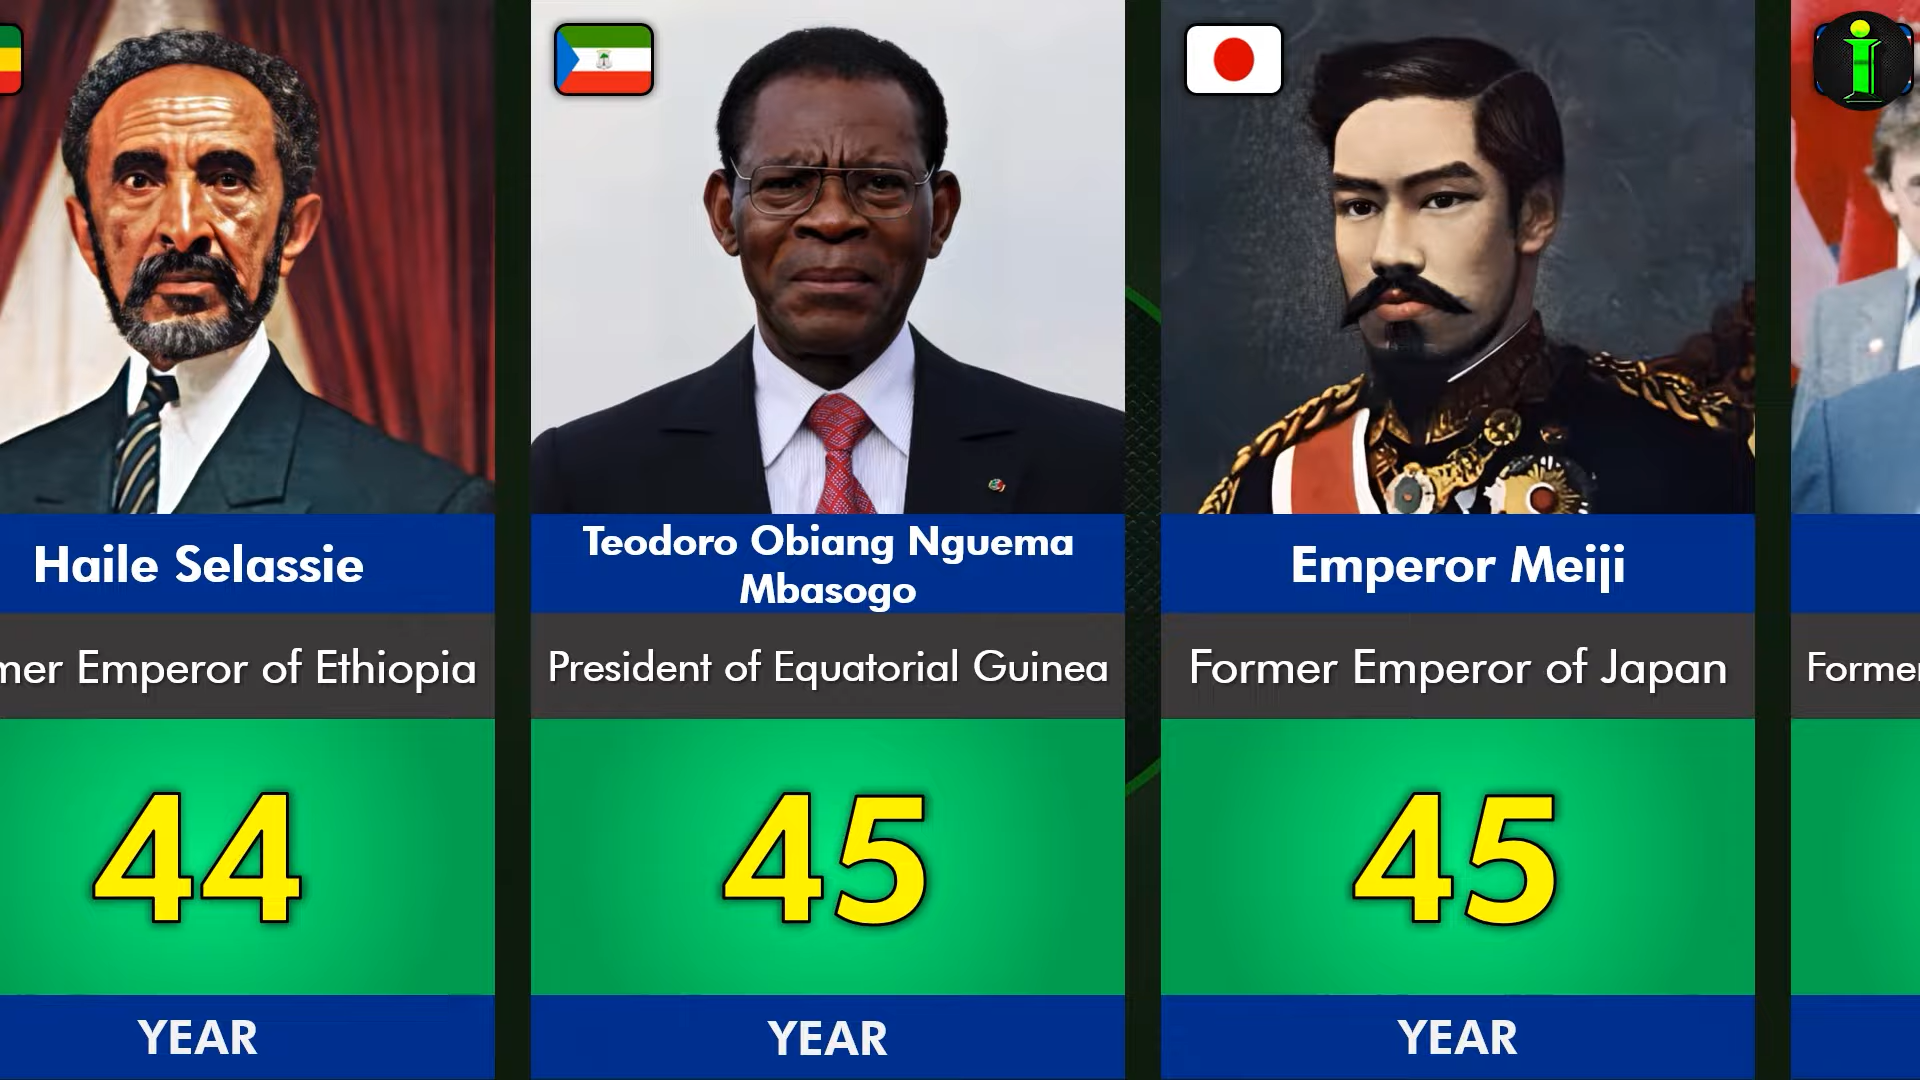 Haile Selassie
mer Emperor of Ethiopia
44
YEAR
Teodoro Obiang Nguema
Mbasogo
President of Equatorial Guinea
45
YEAR
Emperor Meiji
Former Emperor of Japan
45
YEAR
Former